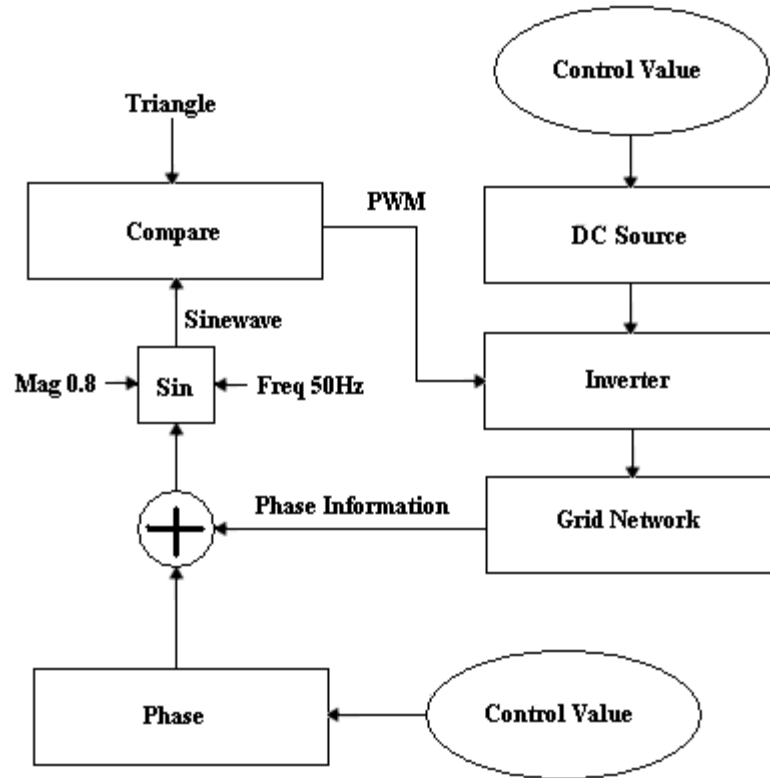 Control Value
Triangle
PWM
Compare
DC Source
Sinewave
Mag 0.8
Sin
Freq 50Hz
Inverter
Phase Information
Grid Network
Phase
Control Value